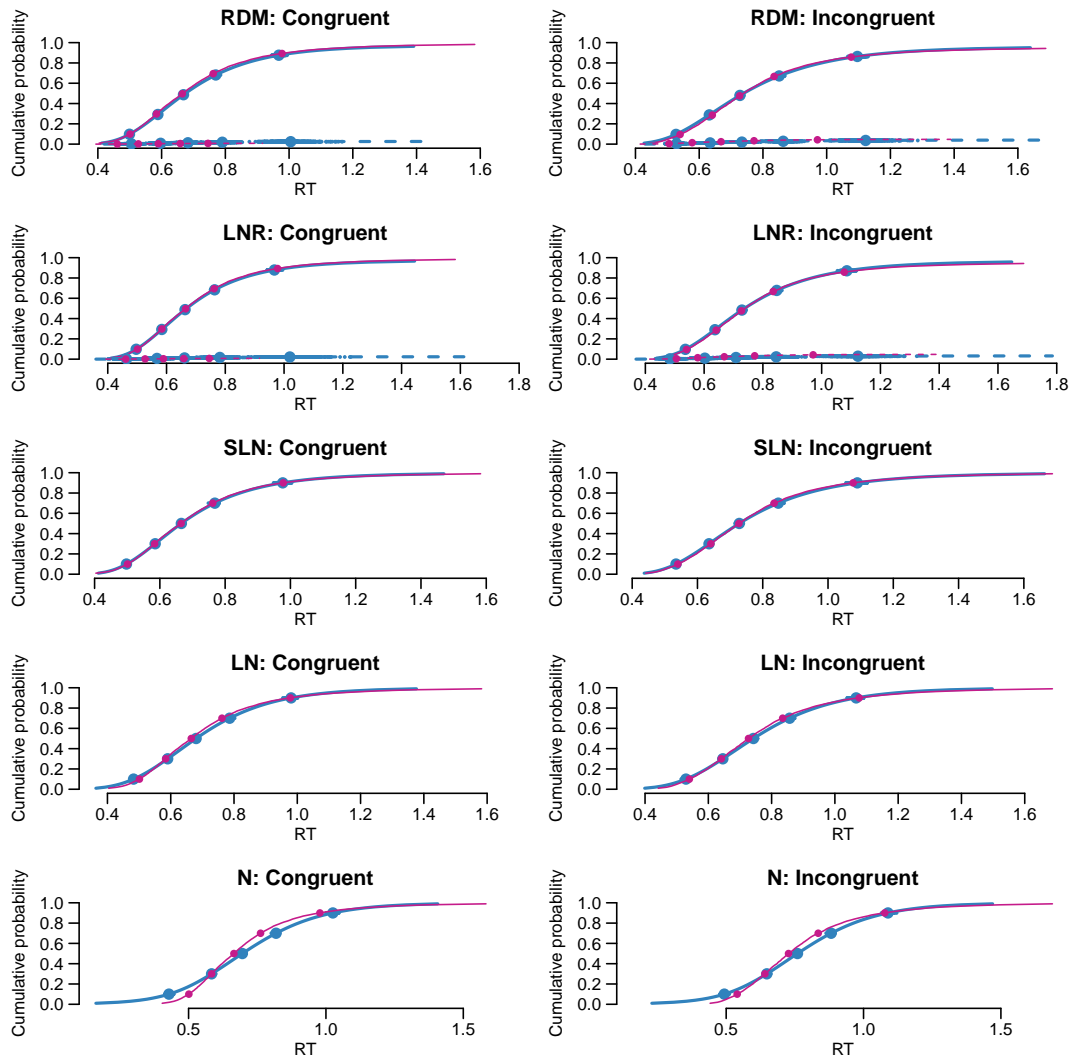 RDM: Congruent
Cumulative probability
1.0
0.8
0.6
0.4
0.2
0.0
0.4 0.6 0.8 1.0 1.2 1.4 1.6
RT
RDM: Incongruent
Cumulative probability
1.0
0.8
0.6
0.4
0.2
0.0
0.4 0.6 0.8 1.0 1.2 1.4 1.6
RT
LNR: Congruent
Cumulative probability
1.0
0.8
0.6
0.4
0.2
0.0
0.4 0.6 0.8 1.0 1.2 1.4 1.6 1.8
RT
LNR: Incongruent
Cumulative probability
1.0
0.8
0.6
0.4
0.2
0.0
0.4 0.6 0.8 1.0 1.2 1.4 1.6 1.8
RT
SLN: Congruent
Cumulative probability
1.0
0.8
0.6
0.4
0.2
0.0
0.4 0.6 0.8 1.0 1.2 1.4 1.6
RT
SLN: Incongruent
Cumulative probability
1.0
0.8
0.6
0.4
0.2
0.0
0.4 0.6 0.8 1.0 1.2 1.4 1.6
RT
LN: Congruent
Cumulative probability
1.0
0.8
0.6
0.4
0.2
0.0
0.4 0.6 0.8 1.0 1.2 1.4 1.6
RT
LN: Incongruent
Cumulative probability
1.0
0.8
0.6
0.4
0.2
0.0
0.4 0.6 0.8 1.0 1.2 1.4 1.6
RT
N: Congruent
Cumulative probability
1.0
0.8
0.6
0.4
0.2
0.0
0.5 1.0 1.5
RT
N: Incongruent
Cumulative probability
1.0
0.8
0.6
0.4
0.2
0.0
0.5 1.0 1.5
RT